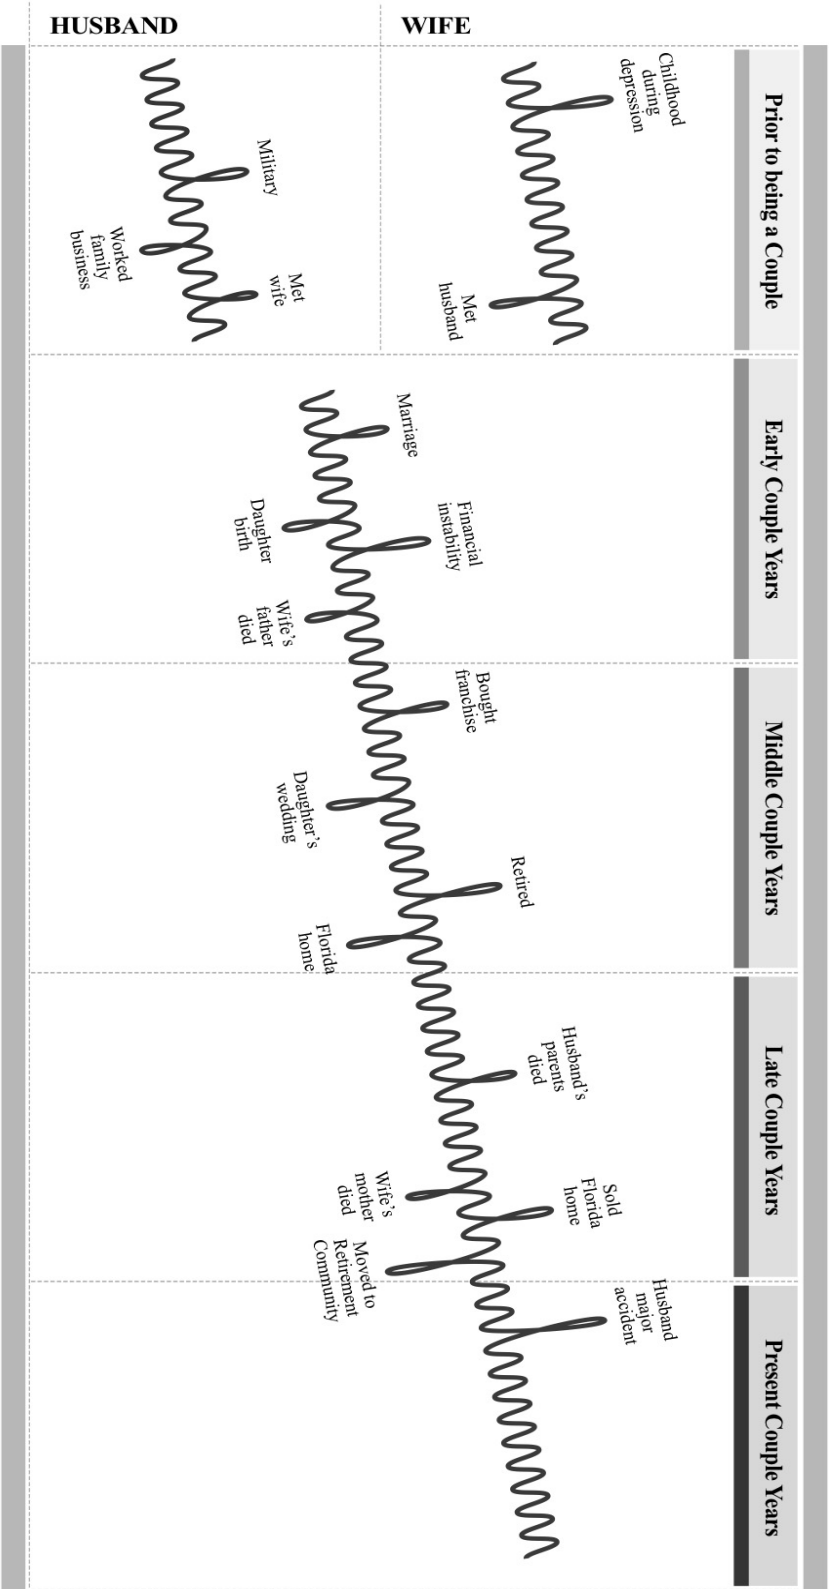 HUSBAND
WIFE
Prior to being a Couple
Childhood
during
depression
Met
husband
Military
Worked
family
business
Met
wife
Early Couple Years
Marriage
Daughter
birth
Financial
instability
Wife's
father
died
Middle Couple Years
Bought
franchise
Daughter's
wedding
Retired
Florida
home
Late Couple Years
Husband's
parents
died
Wife's
mother
died
Sold
Florida
home
Moved to
Retirement
Community
Present Couple Years
Husband
major
accident